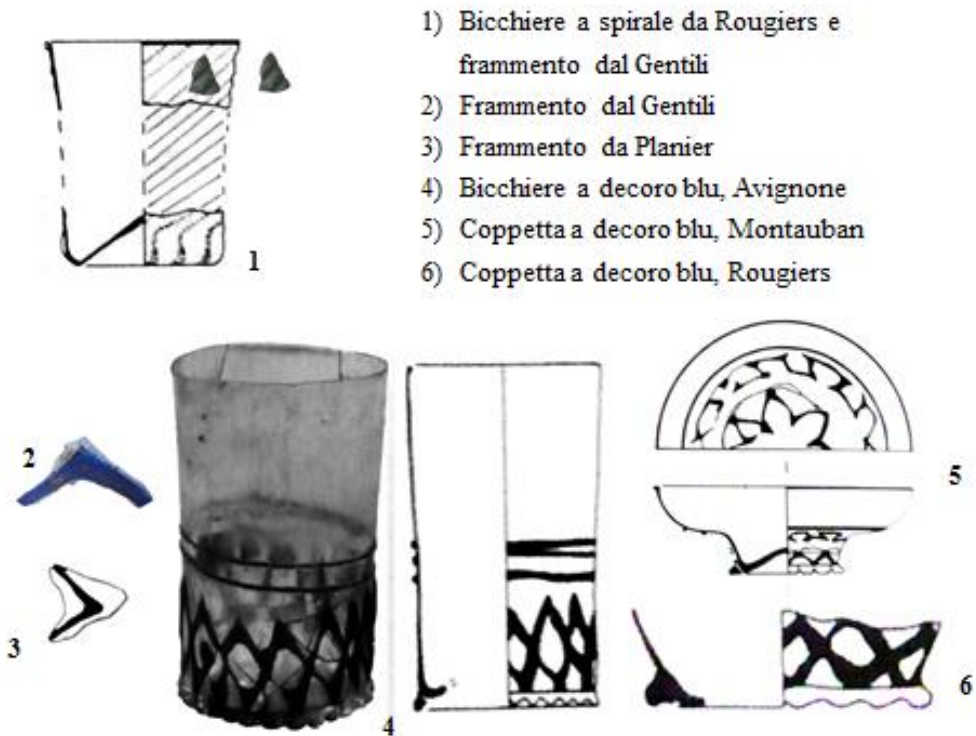 1) Bicchiere a spirale da Rougiers e
frammento dal Gentili
2) Frammento dal Gentili
3) Frammento da Planier
4) Bicchiere a decoro blu, Avignone
5) Coppetta a decoro blu, Montauban
6) Coppetta a decoro blu, Rougiers
1
2
3
4
5
6